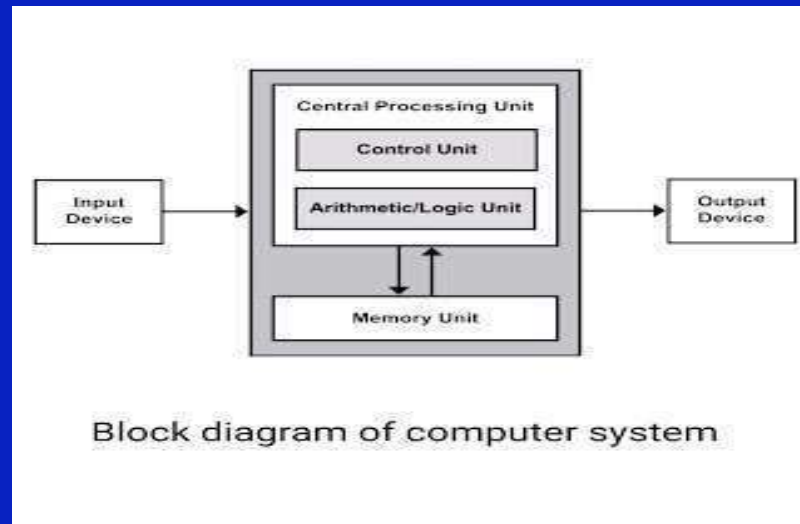 Central Processing Unit
Control Unit
Arithmetic/Logic Unit
Input
Device
Output
Device
Memory Unit
Block diagram of computer system